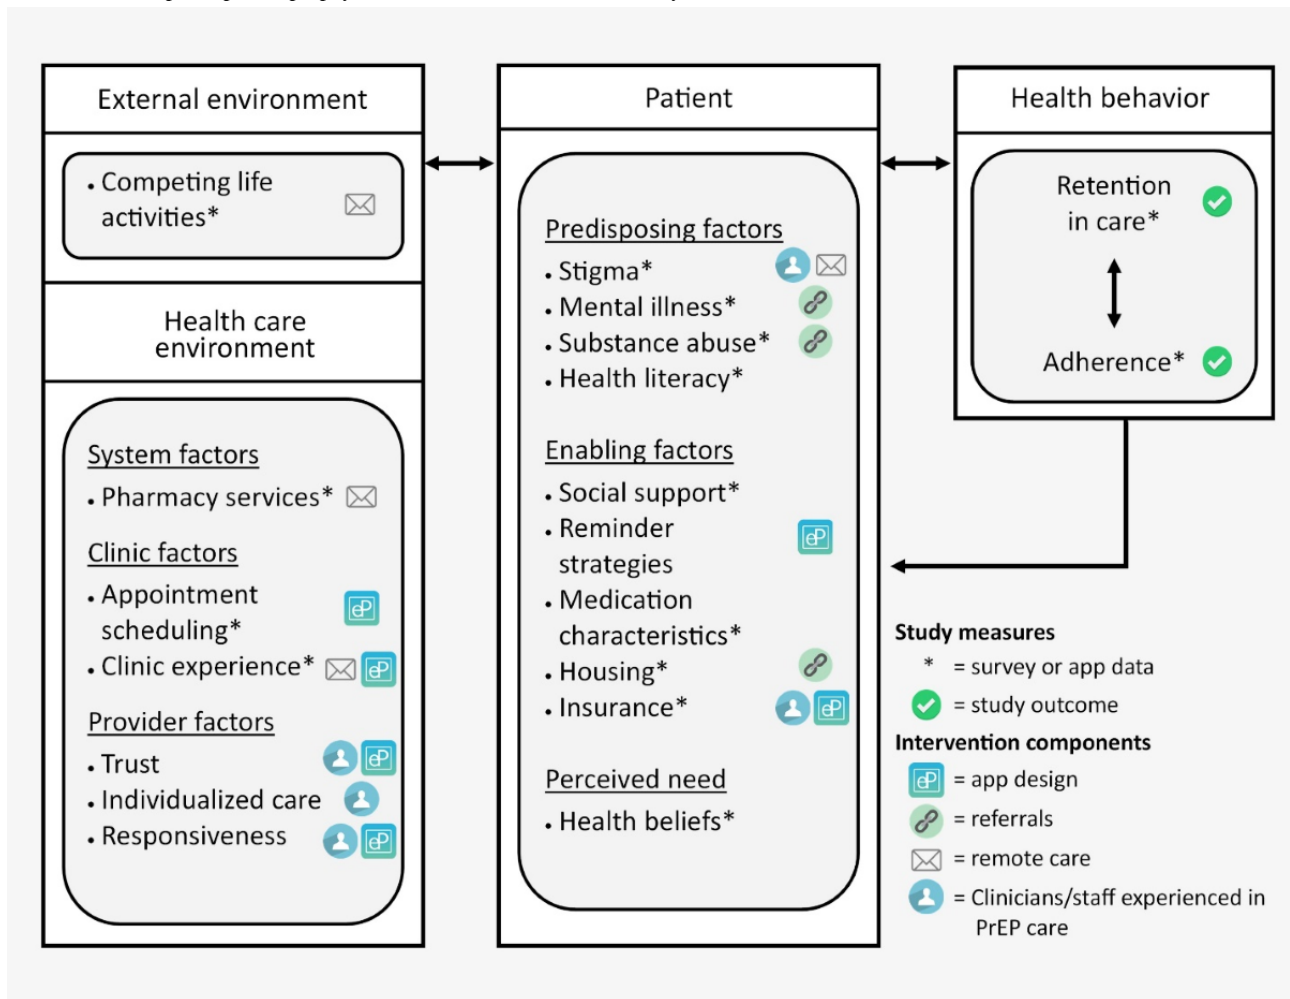 External environment
• Competing life
activities*
Health care
environment
System factors
• Pharmacy services*
Clinic factors
• Appointment
scheduling*
• Clinic experience*
Provider factors
• Trust
• Individualized care
• Responsiveness
Patient
Predisposing factors
• Stigma*
• Mental illness*
• Substance abuse*
• Health literacy*
Enabling factors
• Social support*
• Reminder
strategies
• Medication
characteristics*
• Housing*
• Insurance*
Perceived need
• Health beliefs*
Health behavior
Retention
in care*
Adherence*
Study measures
* = survey or app data
= study outcome
Intervention components
eP = app design
= referrals
= remote care
= Clinicians/staff experienced in
PrEP care